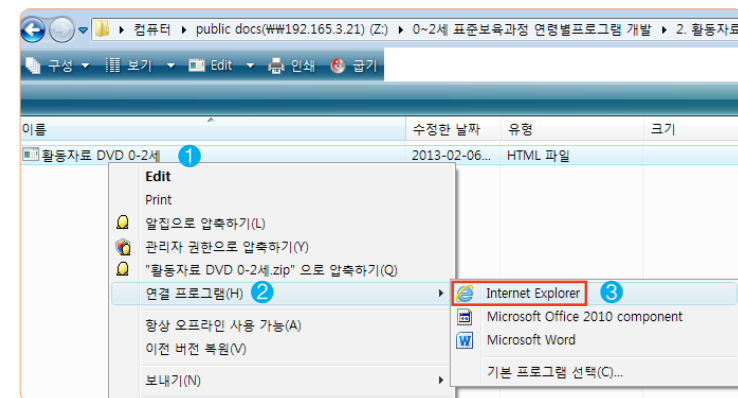 컴퓨터 ▸ public docs(₩₩192.165.3.21) (Z:) ▸ 0~2세 표준보육과정 연령별프로그램 개발 ▸ 2. 활동자료
구성 보기 Edit 인쇄 굽기
이름 수정한 날짜 유형 크기
활동자료 DVD 0-2세 1 2013-02-06... HTML 파일
Edit
Print
알집으로 압축하기(L)
관리자 권한으로 압축하기(Y)
"활동자료 DVD 0-2세.zip" 으로 압축하기(Q)
연결 프로그램(H) 2
Internet Explorer 3
Microsoft Office 2010 component
Microsoft Word
기본 프로그램 선택(C)...
항상 오프라인 사용 가능(A)
이전 버전 복원(V)
보내기(N)